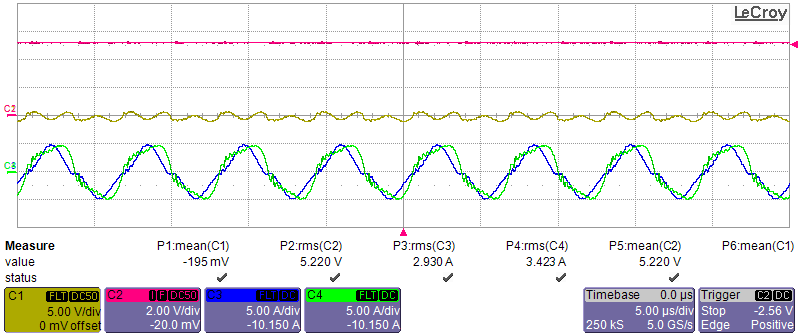 LeCroy
C2
C3
Measure P1:mean(C1) P2:rms(C2) P3:rms(C3) P4:rms(C4) P5:mean(C2) P6:mean(C1)
value -195 mV 5.220 V 2.930 A 3.423 A 5.220 V
status
C1 FLT DC50 C2 DC50 C3 FLT DC C4 FLT DC Timebase 0.0 µs Trigger C2 DC
5.00 V/div 2.00 V/div 5.00 A/div 5.00 A/div 5.00 µs/div Stop -2.56 V
0 mV offset -20.0 mV -10.150 A -10.150 A 250 kS 5.0 GS/s Edge Positive